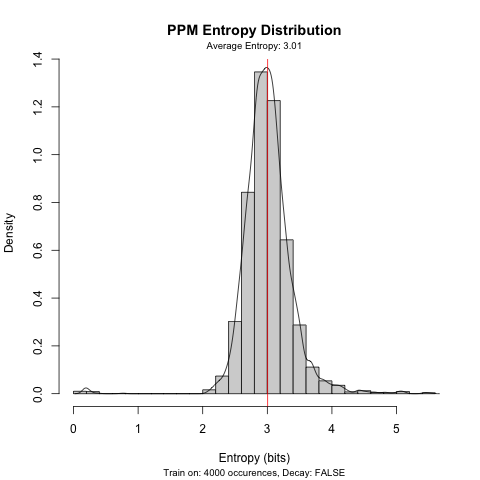 PPM Entropy Distribution
Average Entropy: 3.01
Density
1.4
1.2
1.0
0.8
0.6
0.4
0.2
0.0
0 1 2 3 4 5
Entropy (bits)
Train on: 4000 occurences, Decay: FALSE